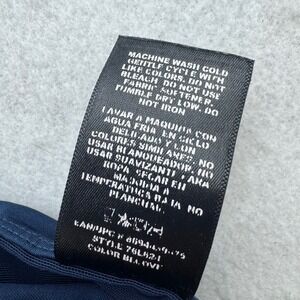 MACHINE WASH COLD
GENTLE CYCLE WITH
LIKE COLORS. DO NOT
BLEACH. DO NOT USE
FABRIC SOFTENER.
TUMBLE DRY LOW. DO
NOT IRON
LAVAR A MAQUINA CON
AGUA FRIA EN CICLO
DELICADO Y CON
COLORES SIMILARES. NO
USAR BLANQUEADOR. NO
USAR SUAVIZANTE PARA
ROPA. SECAR EN
MAQUINA A
TEMPERATURA BAJA. NO
PLANCHAR.
EAN/UPC #
STYLE
COLOR